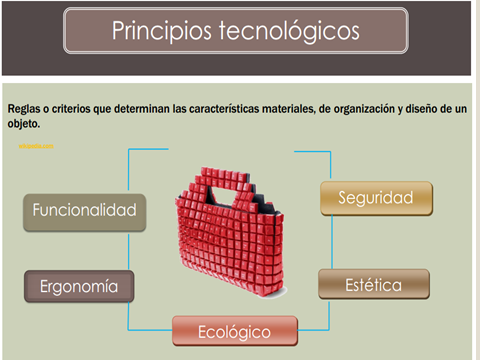 Principios tecnológicos
Reglas o criterios que determinan las características materiales, de organización y diseño de un
objeto.
Funcionalidad
Seguridad
Ergonomía
Estética
Ecológico